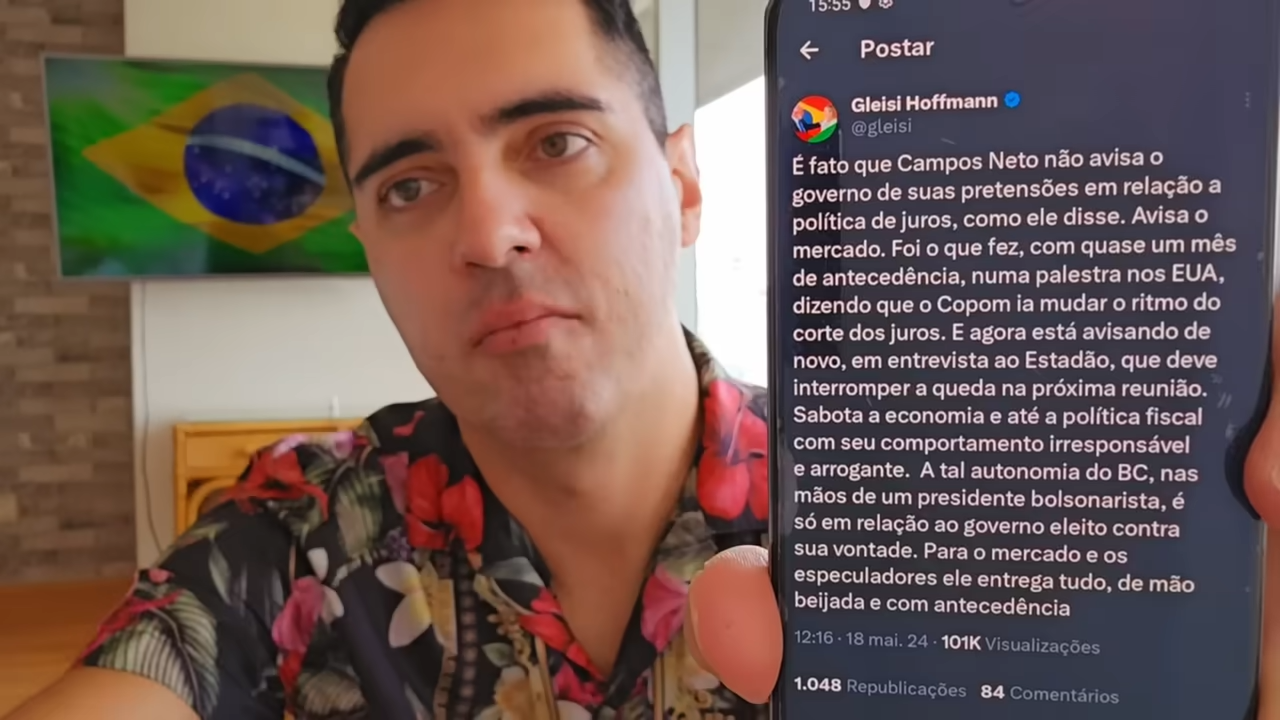 15:55
Postar
Gleisi Hoffmann
@gleisi
É fato que Campos Neto não avisa o
governo de suas pretensões em relação a
política de juros, como ele disse. Avisa o
mercado. Foi o que fez, com quase um mês
de antecedência, numa palestra nos EUA,
dizendo que o Copom ia mudar o ritmo do
corte dos juros. E agora está avisando de
novo, em entrevista ao Estadão, que deve
interromper a queda na próxima reunião.
Sabota a economia e até a política fiscal
com seu comportamento irresponsável
e arrogante. A tal autonomia do BC, nas
mãos de um presidente bolsonarista, é
só em relação ao governo eleito contra
sua vontade. Para o mercado e os
especuladores ele entrega tudo, de mão
beijada e com antecedência
12:16 · 18 mai. 24 · 101K Visualizações
1.048 Republicações 84 Comentários